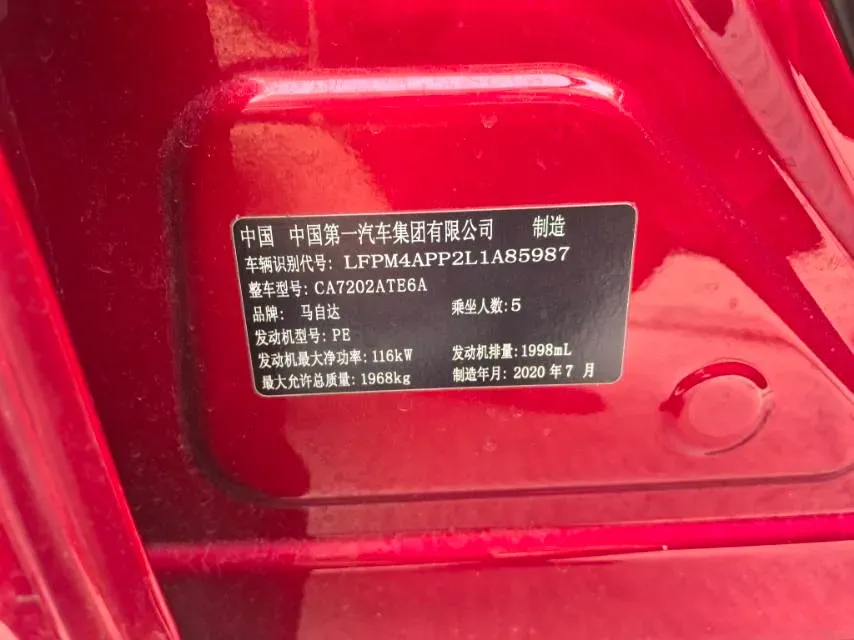 中国 中国第一汽车集团有限公司 制造
车辆识别代号: LFPM4APP2L1A85987
整车型号: CA7202ATE6A
品牌: 马自达 乘坐人数: 5
发动机型号: PE
发动机最大净功率: 116kW 发动机排量: 1998mL
最大允许总质量: 1968kg 制造年月: 2020 年 7 月